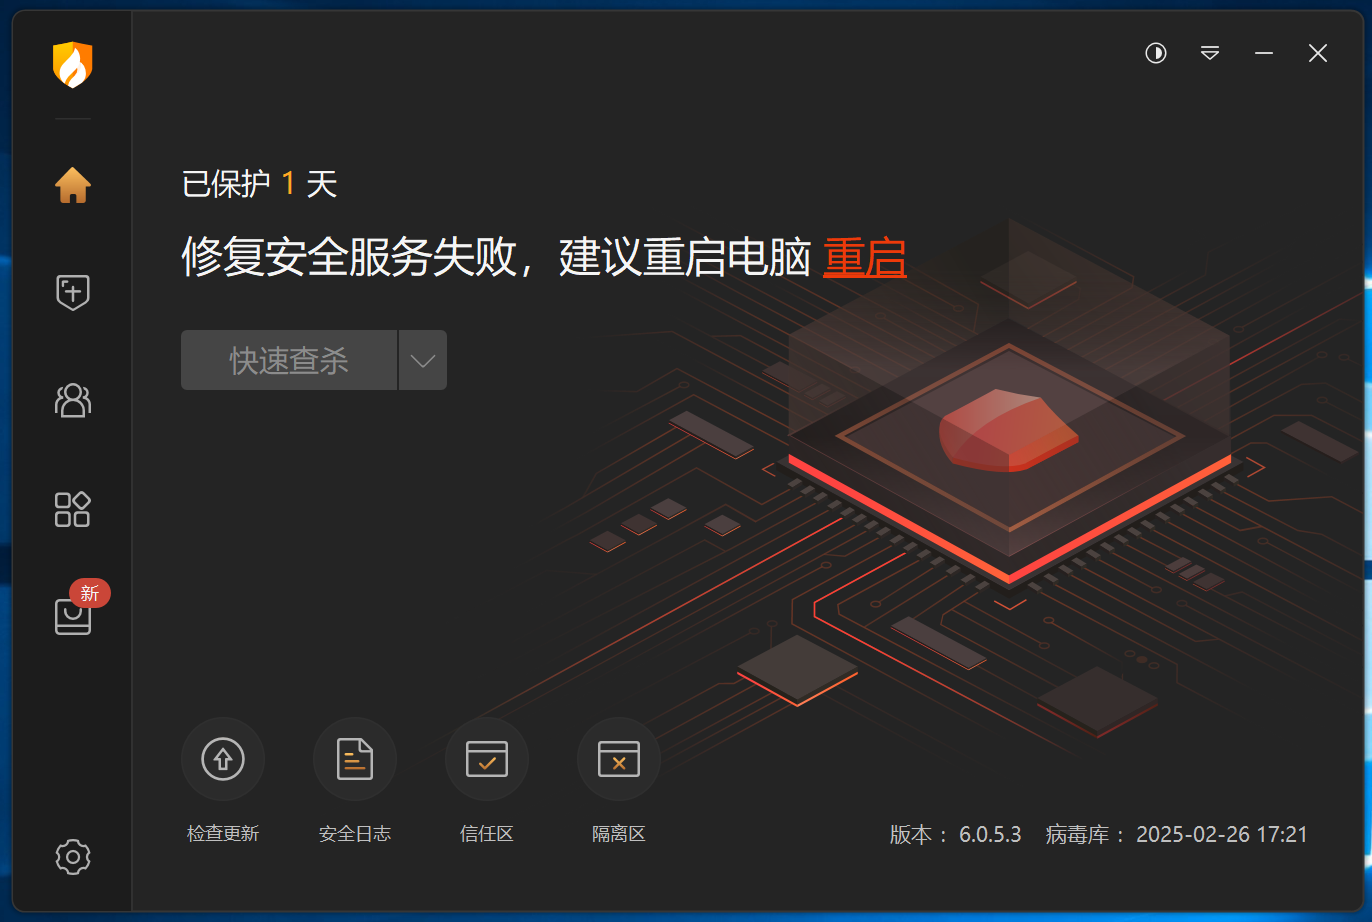 已保护 1 天
修复安全服务失败，建议重启电脑 重启
快速查杀
新
检查更新 安全日志 信任区 隔离区
版本： 6.0.5.3 病毒库： 2025-02-26 17:21